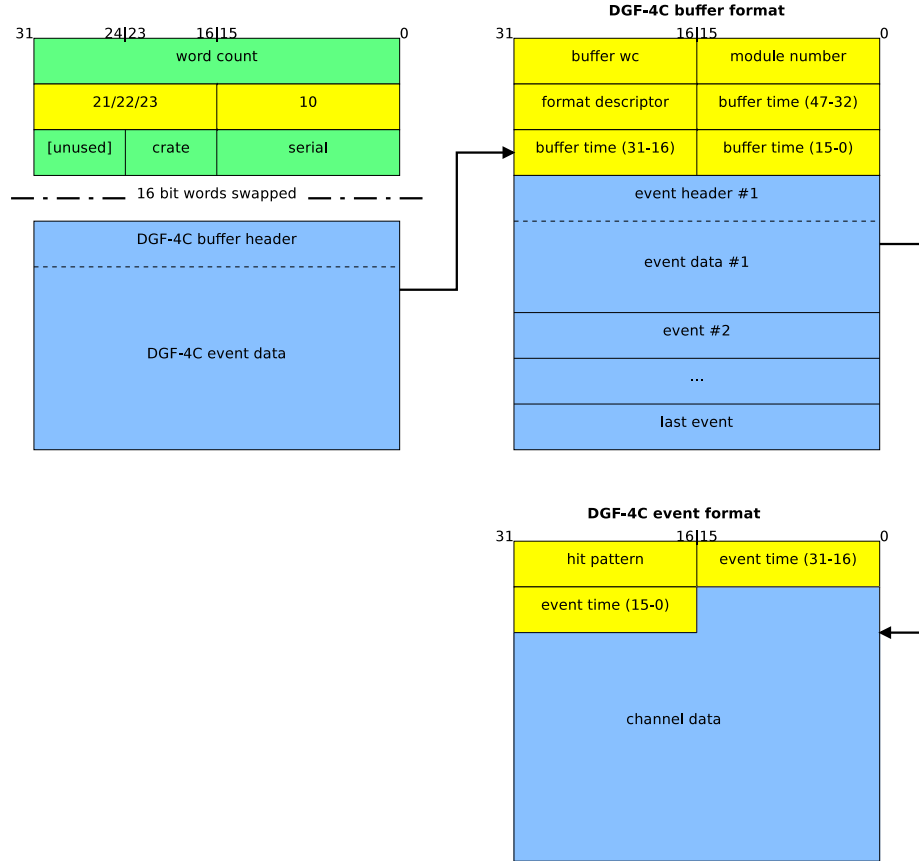 31 24|23 16|15 0
word count
21/22/23 10
[unused] crate serial
16 bit words swapped
DGF-4C buffer header
DGF-4C event data
DGF-4C buffer format
31 16|15 0
buffer wc module number
format descriptor buffer time (47-32)
buffer time (31-16) buffer time (15-0)
event header #1
event data #1
event #2
...
last event
DGF-4C event format
31 16|15 0
hit pattern event time (31-16)
event time (15-0)
channel data